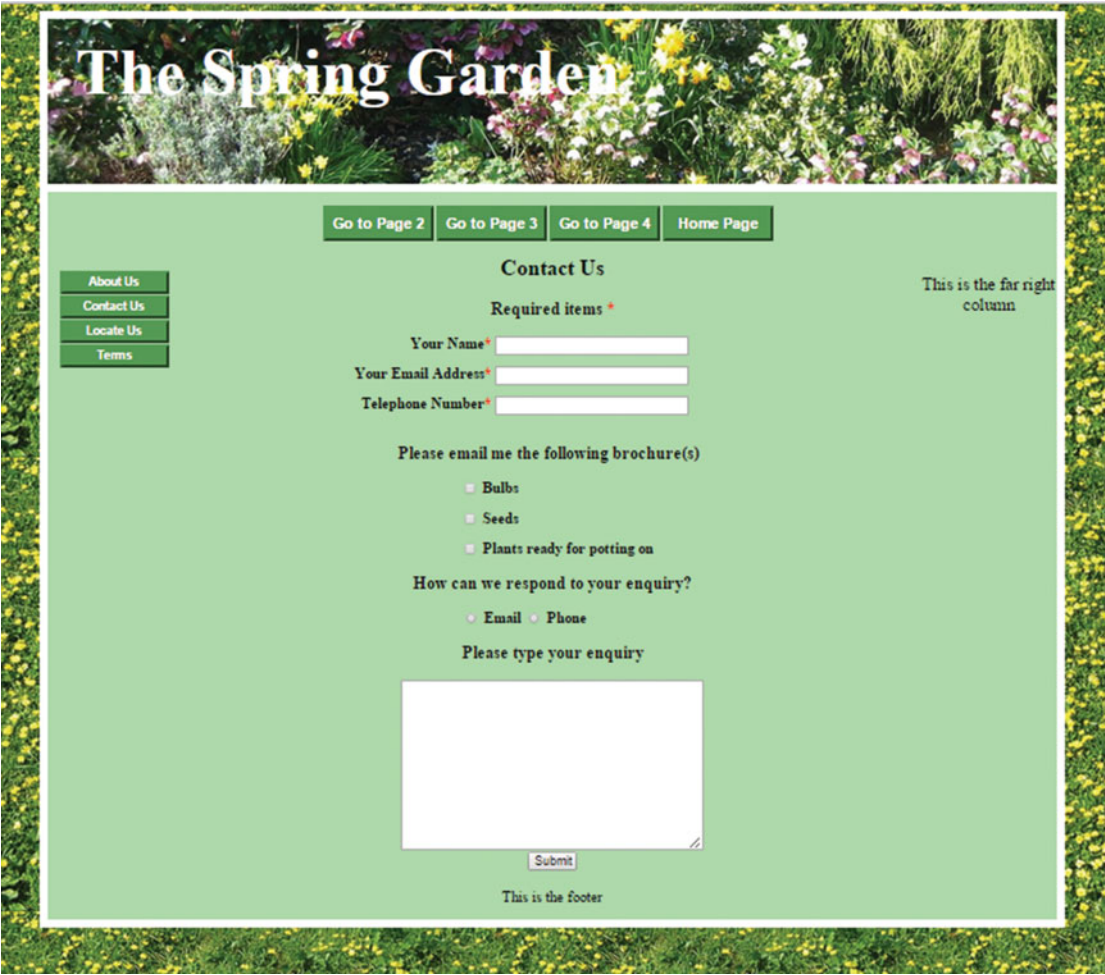 The Spring Garden
Go to Page 2 Go to Page 3 Go to Page 4 Home Page
About Us
Contact Us
Locate Us
Terms
Contact Us
Required items *
Your Name*
Your Email Address*
Telephone Number*
Please email me the following brochure(s)
Bulbs
Seeds
Plants ready for potting on
How can we respond to your enquiry?
Email Phone
Please type your enquiry
Submit
This is the far right
column
This is the footer